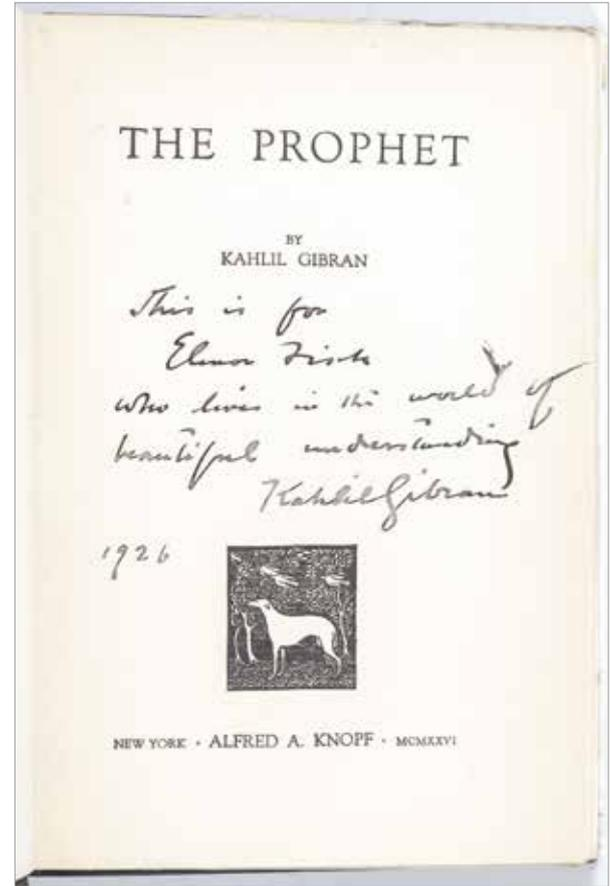 THE PROPHET
BY
KAHLIL GIBRAN
This is for
Elinor
who lives in the world of
beautiful understanding
Kahlil Gibran
1926
NEW YORK · ALFRED A. KNOPF · MCMXXVI